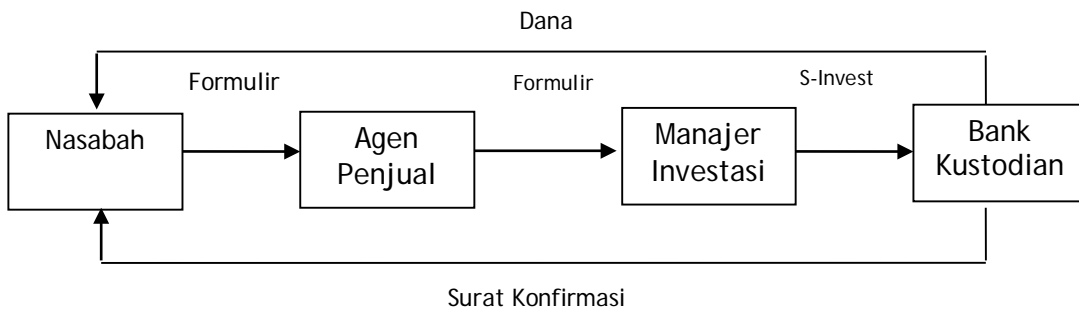 Dana
Formulir
Formulir
S-Invest
Nasabah
Agen
Penjual
Manajer
Investasi
Bank
Kustodian
Surat Konfirmasi